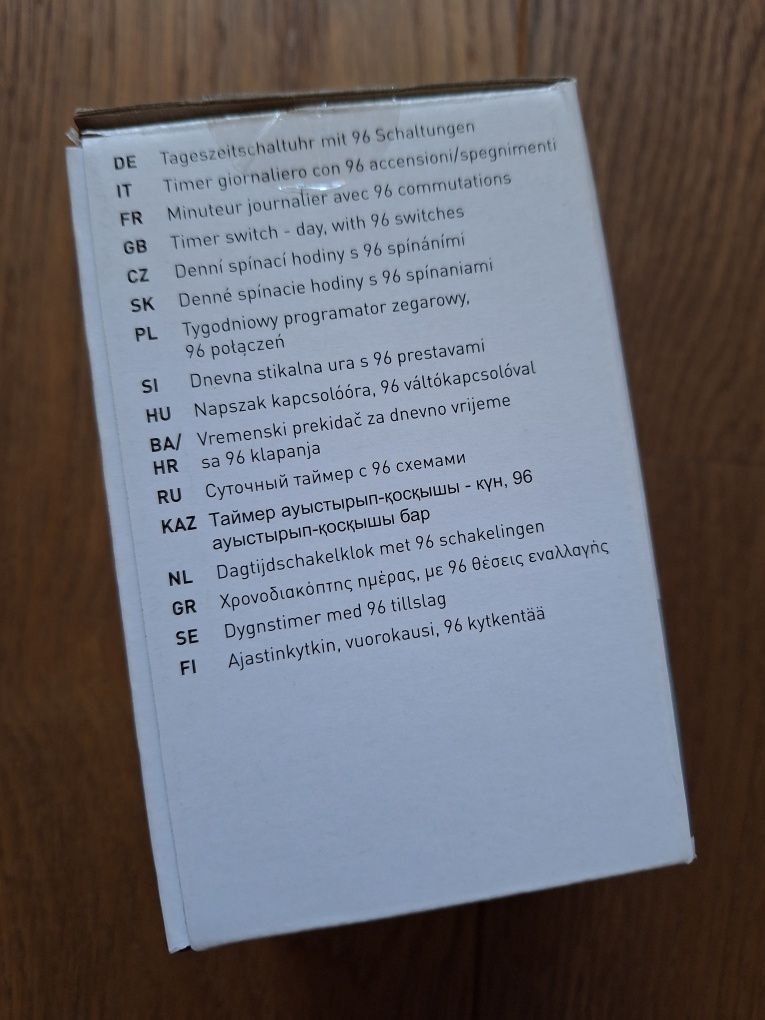 DE Tageszeitschaltuhr mit 96 Schaltungen
IT Timer giornaliero con 96 accensioni/spegnimenti
FR Minuteur journalier avec 96 commutations
GB Timer switch - day, with 96 switches
CZ Denní spínací hodiny s 96 spínáními
SK Denné spínacie hodiny s 96 spínaniami
PL Tygodniowy programator zegarowy,
96 połączeń
SI Dnevna stikalna ura s 96 prestavami
HU Napszak kapcsolóóra, 96 váltókapcsolóval
BA/ Vremenski prekidač za dnevno vrijeme
HR sa 96 klapanja
RU Суточный таймер с 96 схемами
KAZ Таймер ауыстырып-қосқышы - күн, 96
ауыстырып-қосқышы бар
NL Dagtijdschakelklok met 96 schakelingen
GR Χρονοδιακόπτης ημέρας, με 96 θέσεις εναλλαγής
SE Dygnstimer med 96 tillslag
FI Ajastinkytkin, vuorokausi, 96 kytkentää